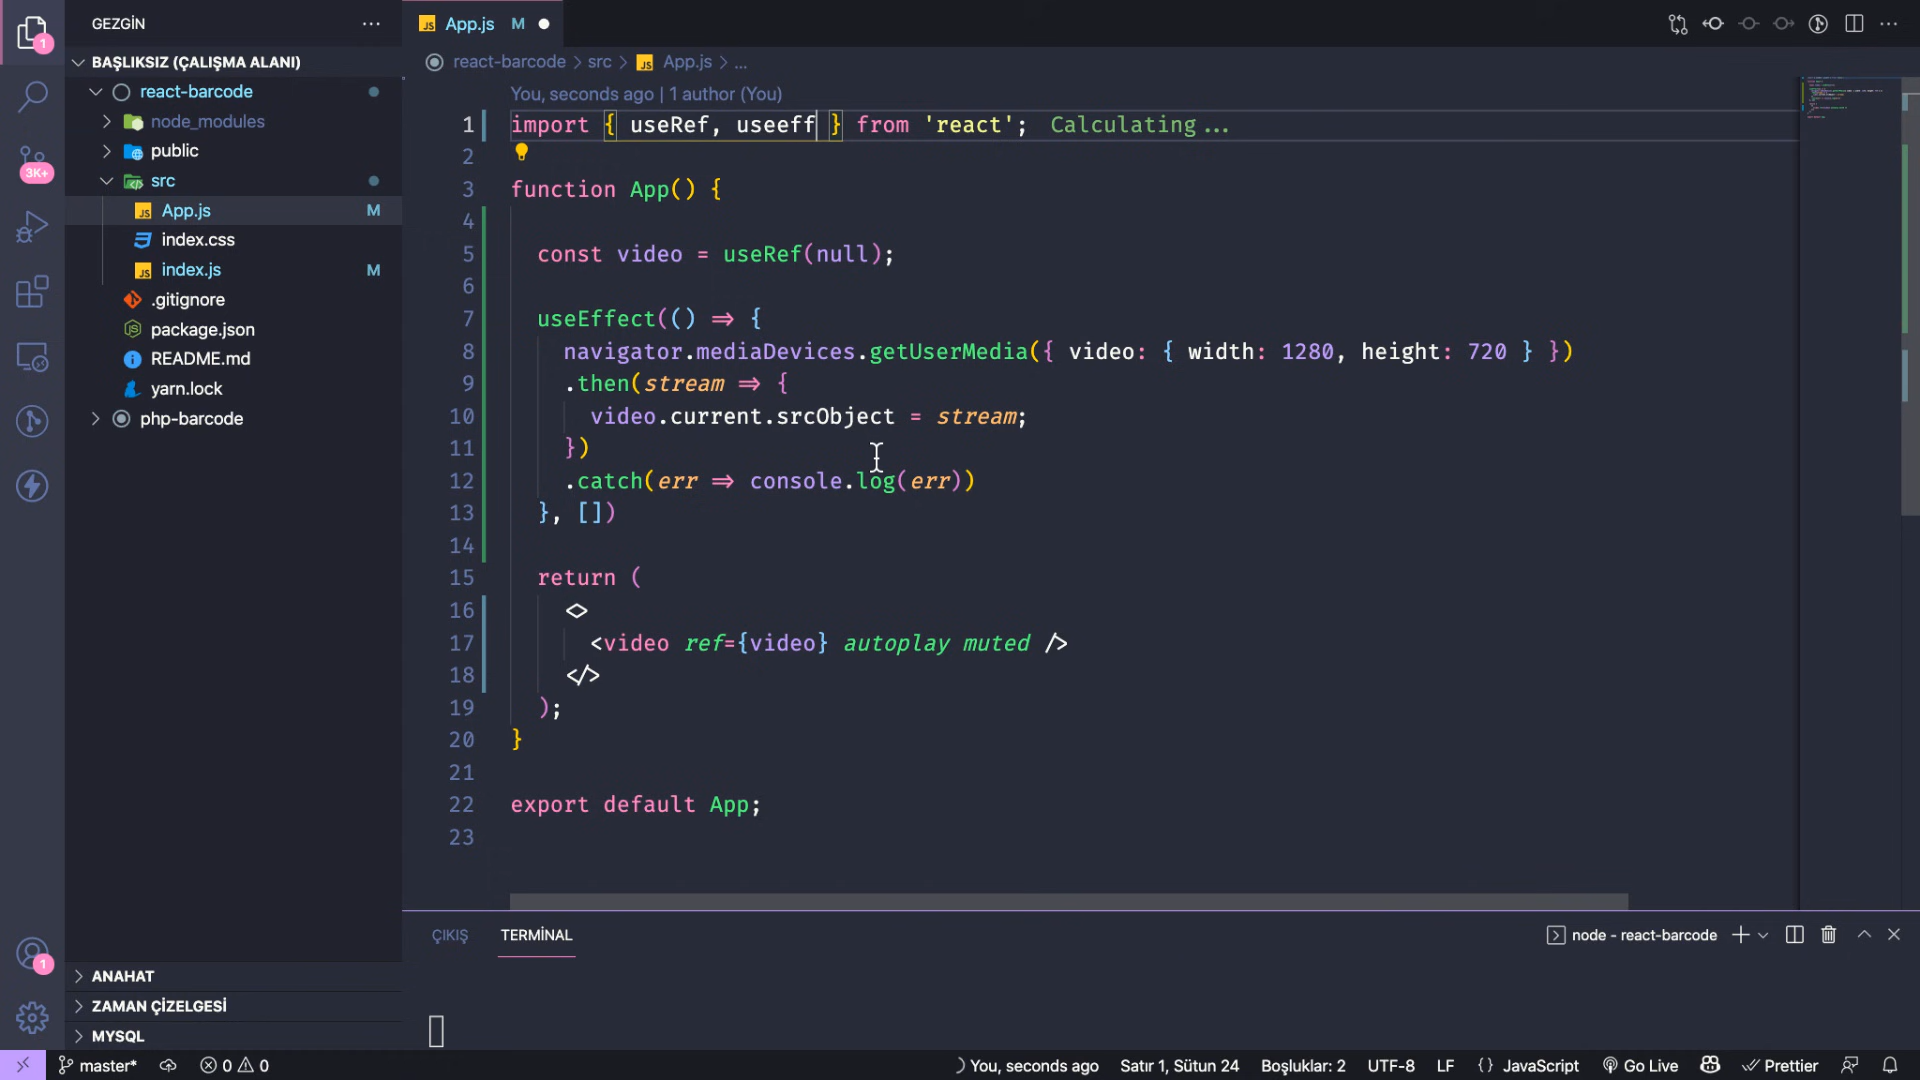 GEZGİN
BAŞLIKSIZ (ÇALIŞMA ALANI)
react-barcode
node_modules
public
src
App.js M
index.css
index.js M
.gitignore
package.json
README.md
yarn.lock
php-barcode
ANAHAT
ZAMAN ÇİZELGESİ
MYSQL
1
3K+
1
App.js M
react-barcode > src > App.js > ...
You, seconds ago | 1 author (You)
1 import { useRef, useeff } from 'react'; Calculating...
2
3 function App() {
4
5 const video = useRef(null);
6
7 useEffect(() => {
8 navigator.mediaDevices.getUserMedia({ video: { width: 1280, height: 720 } })
9 .then(stream => {
10 video.current.srcObject = stream;
11 })
12 .catch(err => console.log(err))
13 }, [])
14
15 return (
16 <>
17 <video ref={video} autoplay muted />
18 </>
19 );
20 }
21
22 export default App;
23
ÇIKIŞ TERMİNAL
node - react-barcode
master* 0 0
You, seconds ago Satır 1, Sütun 24 Boşluklar: 2 UTF-8 LF {} JavaScript Go Live Prettier